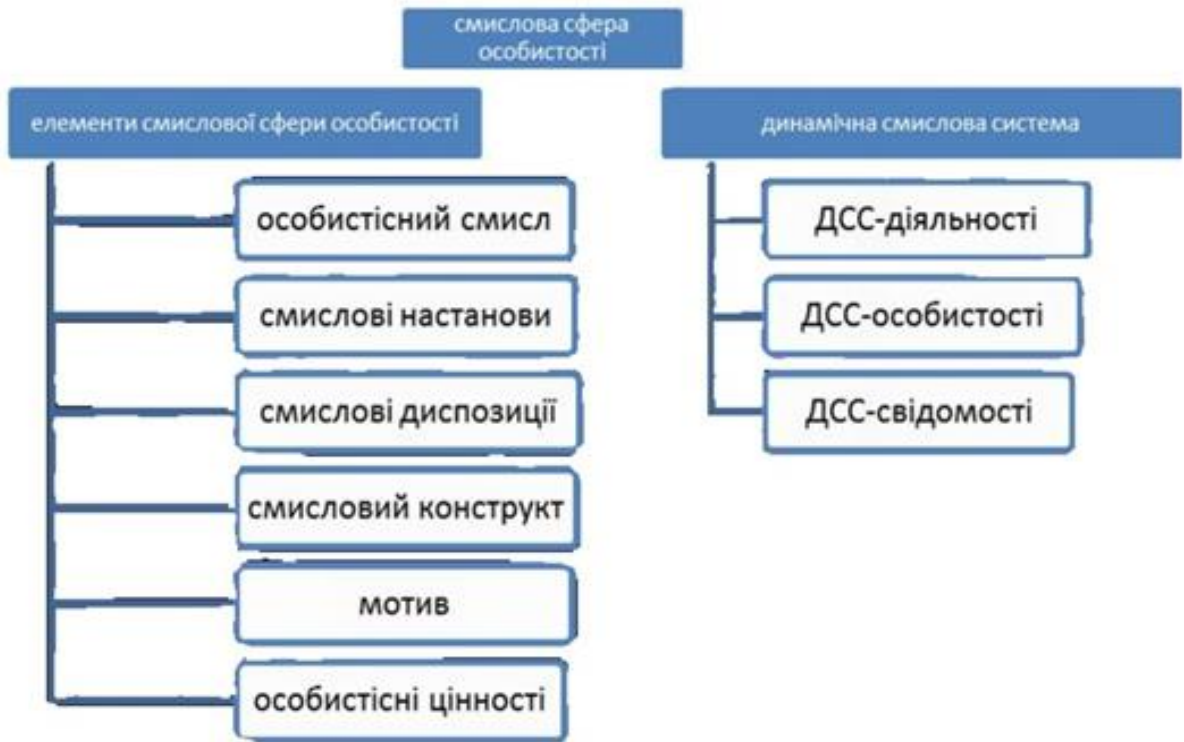 смислова сфера
особистості
елементи смислової сфери особистості
динамічна смислова система
особистісний смисл
смислові настанови
смислові диспозиції
смисловий конструкт
мотив
особистісні цінності
ДСС-діяльності
ДСС-особистості
ДСС-свідомості